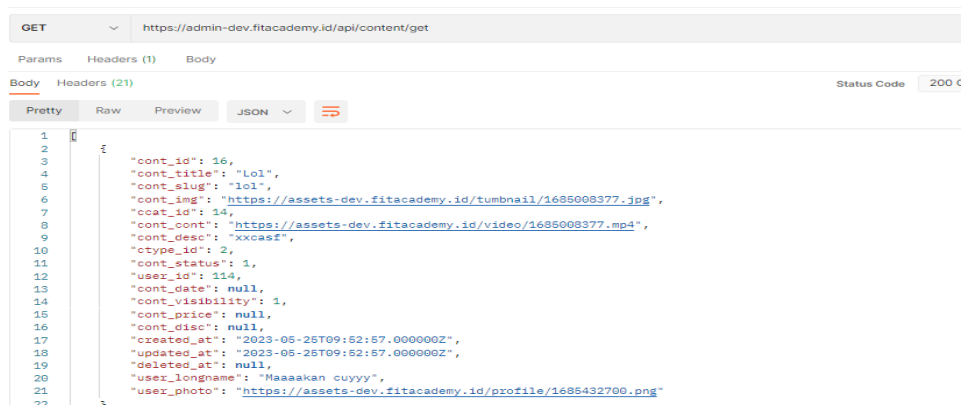 GET https://admin-dev.fitacademy.id/api/content/get
Params Headers (1) Body
Body Headers (21) Status Code 200
Pretty Raw Preview JSON
1 [
2 {
3 "cont_id": 16,
4 "cont_title": "Lol",
5 "cont_slug": "lol",
6 "cont_img": "https://assets-dev.fitacademy.id/tumbnail/1685008377.jpg",
7 "ccat_id": 14,
8 "cont_cont": "https://assets-dev.fitacademy.id/video/1685008377.mp4",
9 "cont_desc": "xxcasf",
10 "ctype_id": 2,
11 "cont_status": 1,
12 "user_id": 114,
13 "cont_date": null,
14 "cont_visibility": 1,
15 "cont_price": null,
16 "cont_disc": null,
17 "created_at": "2023-05-25T09:52:57.000000Z",
18 "updated_at": "2023-05-25T09:52:57.000000Z",
19 "deleted_at": null,
20 "user_longname": "Maaaakan cuyyy",
21 "user_photo": "https://assets-dev.fitacademy.id/profile/1685432700.png"
22 }